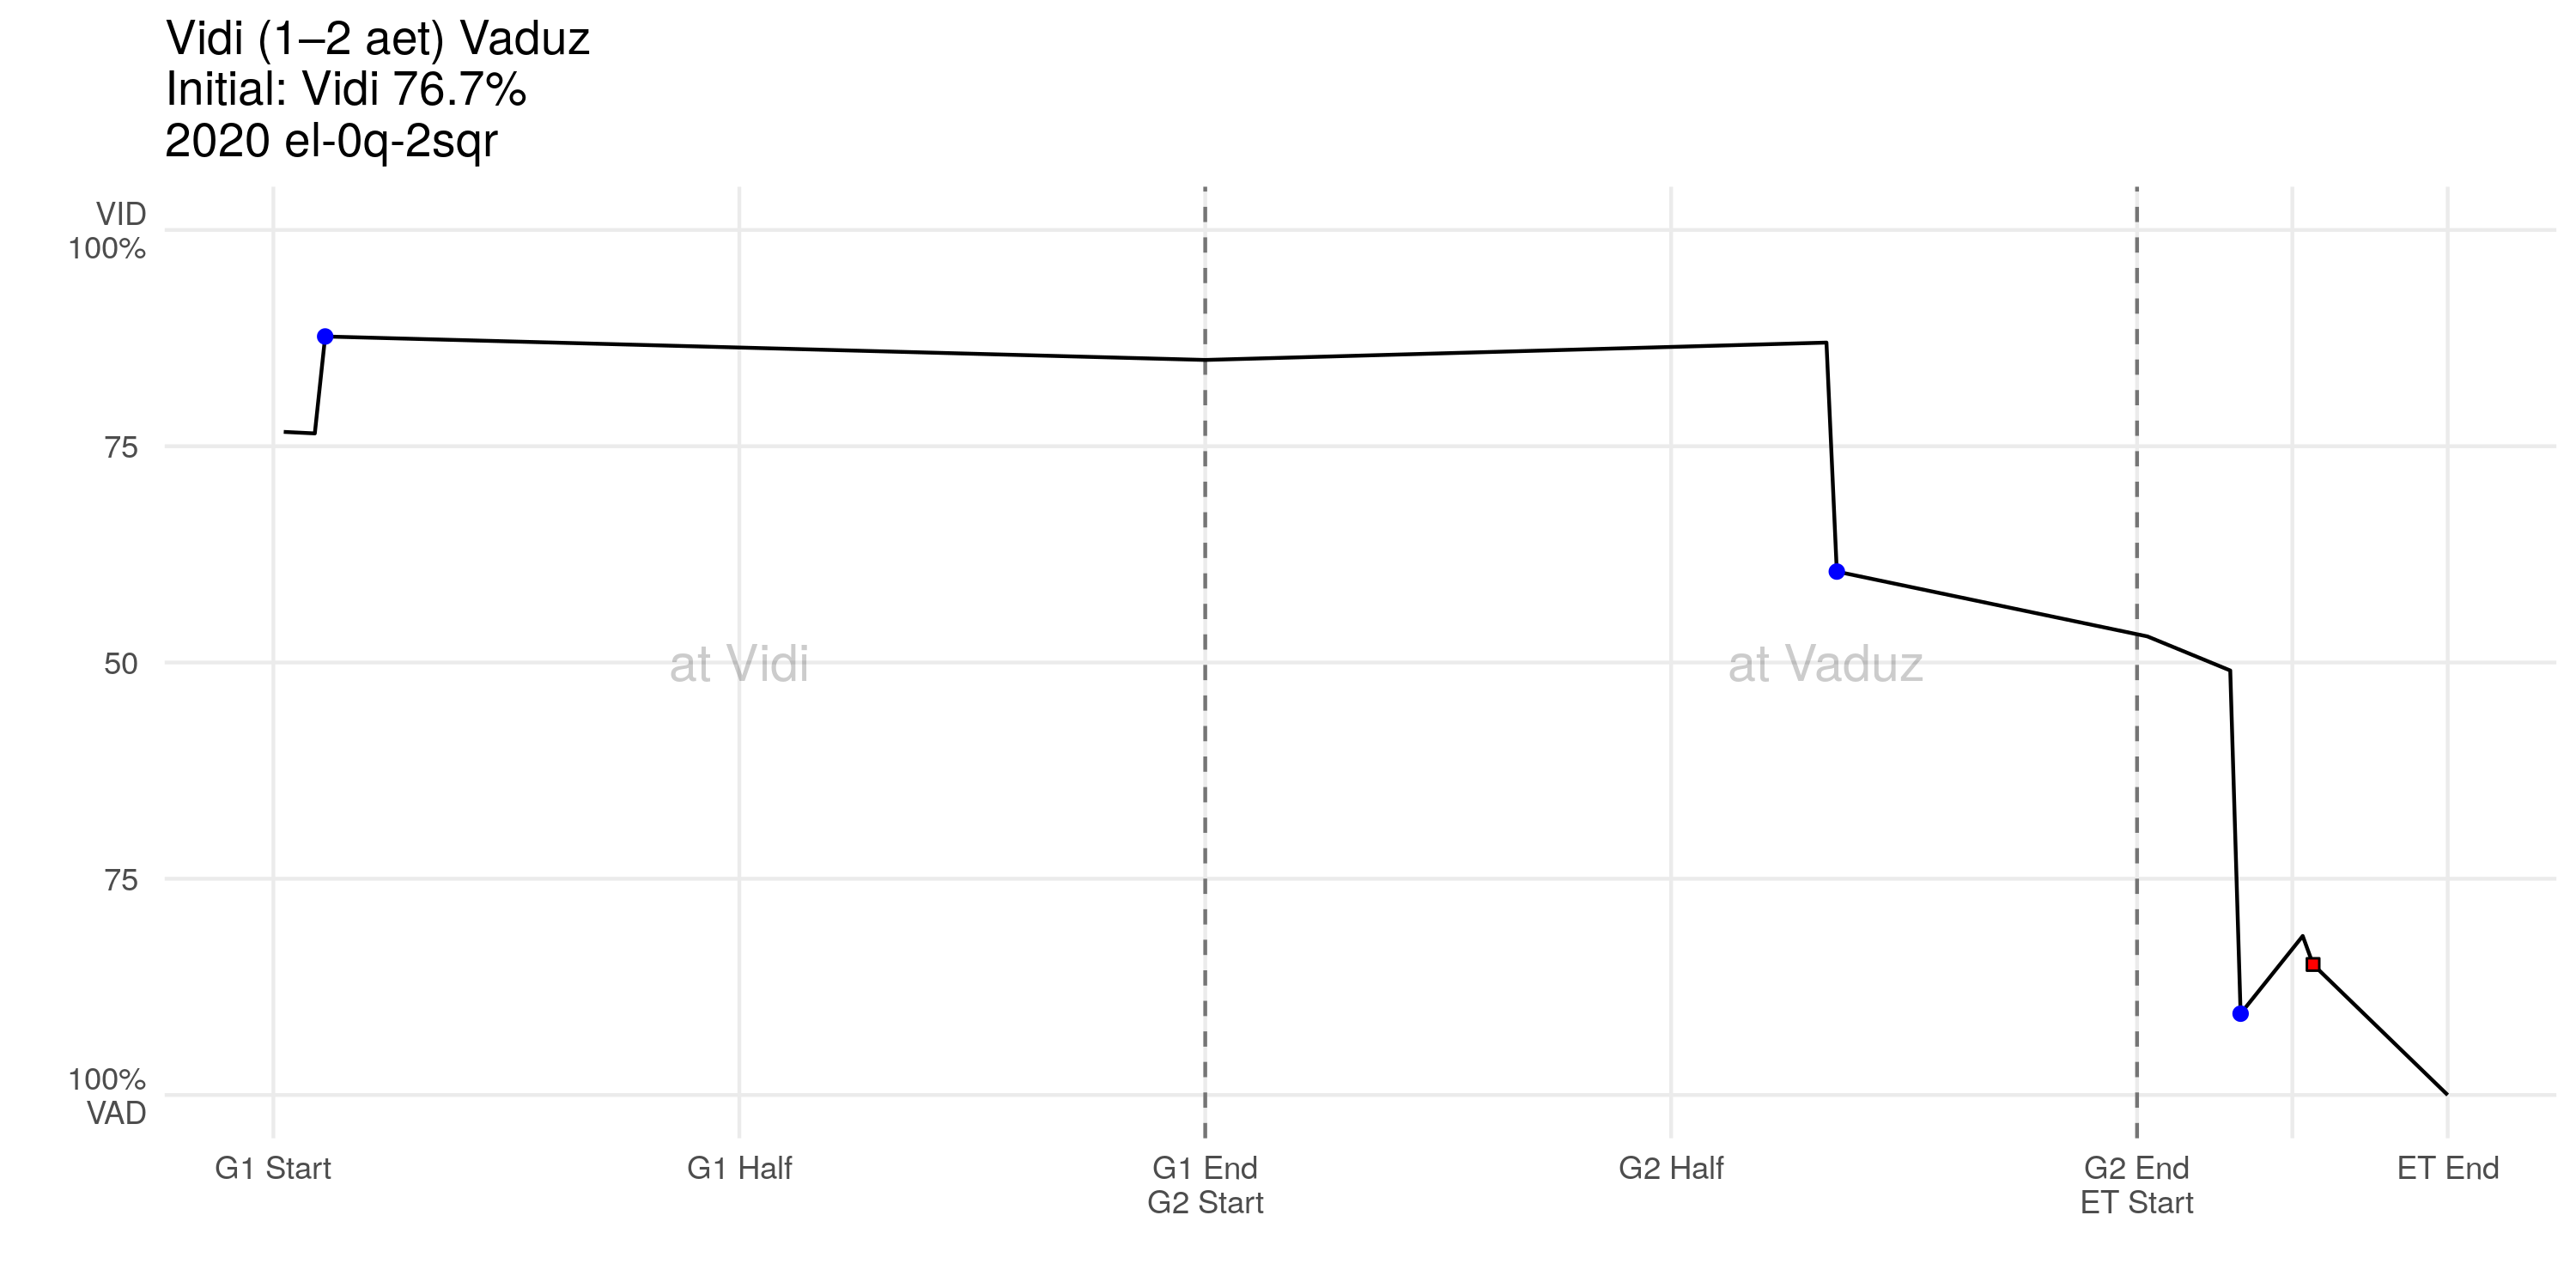 Vidi (1–2 aet) Vaduz
Initial: Vidi 76.7%
2020 el-0q-2sqr
VID
100%
75
50
75
100%
VAD
at Vidi
at Vaduz
G1 Start
G1 Half
G1 End
G2 Start
G2 Half
G2 End
ET Start
ET End